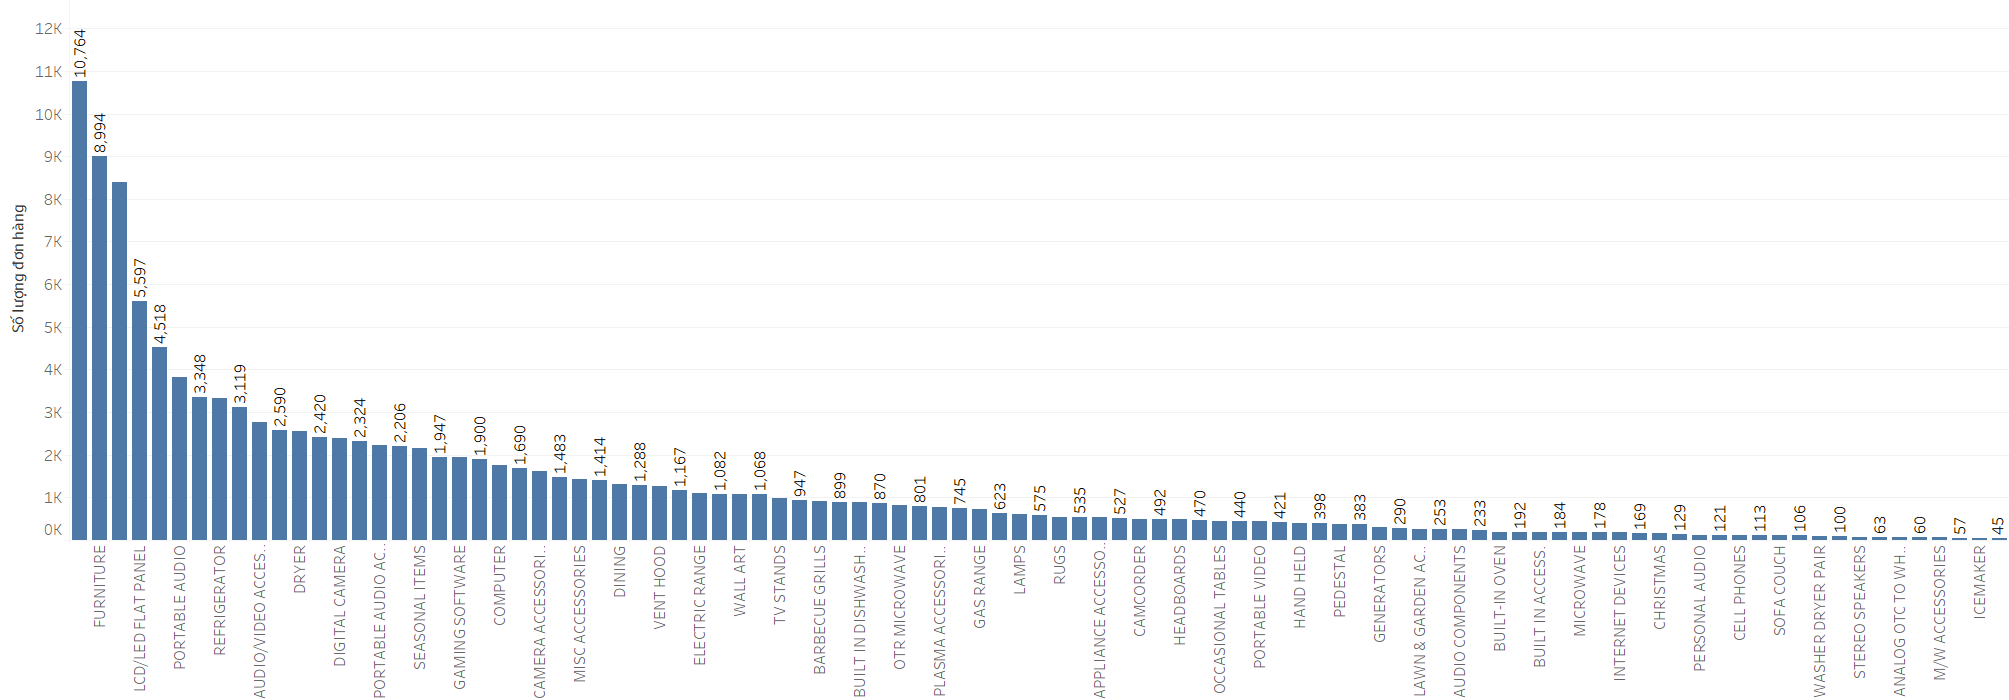 Số lượng đơn hàng
12K
11K
10K
9K
8K
7K
6K
5K
4K
3K
2K
1K
0K
10,764
8,994
5,597
4,518
3,348
3,119
2,590
2,420
2,324
2,206
1,947
1,900
1,690
1,483
1,414
1,288
1,167
1,082
1,068
947
899
870
801
745
623
575
535
527
492
470
440
421
398
383
290
253
233
192
184
178
169
129
121
113
106
100
63
60
57
45
FURNITURE
LCD/LED FLAT PANEL
PORTABLE AUDIO
REFRIGERATOR
AUDIO/VIDEO ACCES..
DRYER
DIGITAL CAMERA
PORTABLE AUDIO AC..
SEASONAL ITEMS
GAMING SOFTWARE
COMPUTER
CAMERA ACCESSORI..
MISC ACCESSORIES
DINING
VENT HOOD
ELECTRIC RANGE
WALL ART
TV STANDS
BARBECUE GRILLS
BUILT IN DISHWASH..
OTR MICROWAVE
PLASMA ACCESSORI..
GAS RANGE
LAMPS
RUGS
APPLIANCE ACCESSO..
CAMCORDER
HEADBOARDS
OCCASIONAL TABLES
PORTABLE VIDEO
HAND HELD
PEDESTAL
GENERATORS
LAWN & GARDEN AC..
AUDIO COMPONENTS
BUILT-IN OVEN
BUILT IN ACCESS.
MICROWAVE
INTERNET DEVICES
CHRISTMAS
PERSONAL AUDIO
CELL PHONES
SOFA COUCH
WASHER DRYER PAIR
STEREO SPEAKERS
ANALOG OTC TO WH..
M/W ACCESSORIES
ICEMAKER